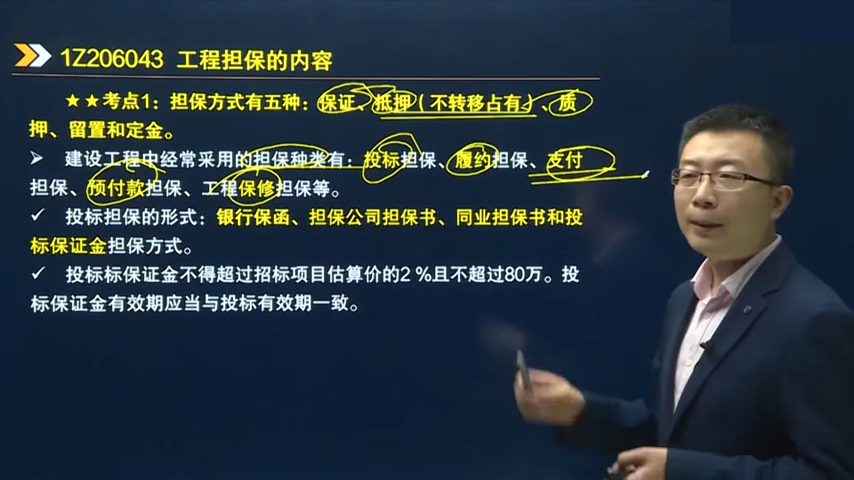 1Z206043 工程担保的内容
★★考点1：担保方式有五种：保证、抵押（不转移占有）、质
押、留置和定金。
➢ 建设工程中经常采用的担保种类有：投标担保、履约担保、支付
担保、预付款担保、工程保修担保等。
✓ 投标担保的形式：银行保函、担保公司担保书、同业担保书和投
标保证金担保方式。
✓ 投标标保证金不得超过招标项目估算价的2 %且不超过80万。投
标保证金有效期应当与投标有效期一致。